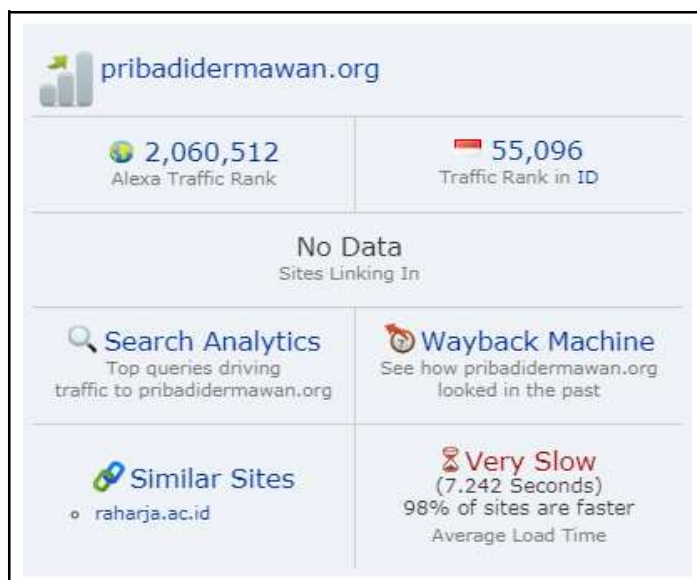 pribadidermawan.org
2,060,512
Alexa Traffic Rank
55,096
Traffic Rank in ID
No Data
Sites Linking In
Search Analytics
Top queries driving
traffic to pribadidermawan.org
Wayback Machine
See how pribadidermawan.org
looked in the past
Similar Sites
raharja.ac.id
Very Slow
(7.242 Seconds)
98% of sites are faster
Average Load Time